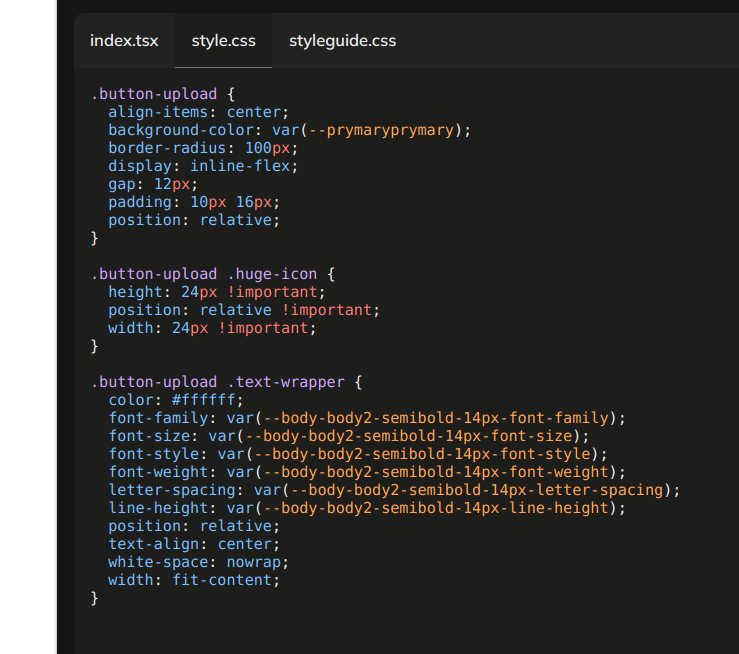 index.tsx style.css styleguide.css
.button-upload {
  align-items: center;
  background-color: var(--prymaryprymary);
  border-radius: 100px;
  display: inline-flex;
  gap: 12px;
  padding: 10px 16px;
  position: relative;
}

.button-upload .huge-icon {
  height: 24px !important;
  position: relative !important;
  width: 24px !important;
}

.button-upload .text-wrapper {
  color: #ffffff;
  font-family: var(--body-body2-semibold-14px-font-family);
  font-size: var(--body-body2-semibold-14px-font-size);
  font-style: var(--body-body2-semibold-14px-font-style);
  font-weight: var(--body-body2-semibold-14px-font-weight);
  letter-spacing: var(--body-body2-semibold-14px-letter-spacing);
  line-height: var(--body-body2-semibold-14px-line-height);
  position: relative;
  text-align: center;
  white-space: nowrap;
  width: fit-content;
}